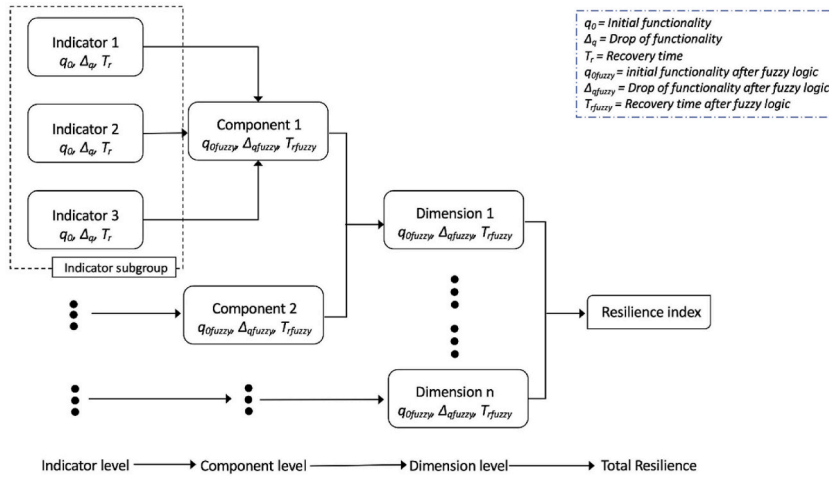 Indicator 1
q0, Δq, Tr
Indicator 2
q0, Δq, Tr
Indicator 3
q0, Δq, Tr
Indicator subgroup
Component 1
q0fuzzy, Δqfuzzy, Trfuzzy
Component 2
q0fuzzy, Δqfuzzy, Trfuzzy
Dimension 1
q0fuzzy, Δqfuzzy, Trfuzzy
Dimension n
q0fuzzy, Δqfuzzy, Trfuzzy
Resilience index
q0 = Initial functionality
Δq = Drop of functionality
Tr = Recovery time
q0fuzzy = initial functionality after fuzzy logic
Δqfuzzy = Drop of functionality after fuzzy logic
Trfuzzy = Recovery time after fuzzy logic
Indicator level
Component level
Dimension level
Total Resilience